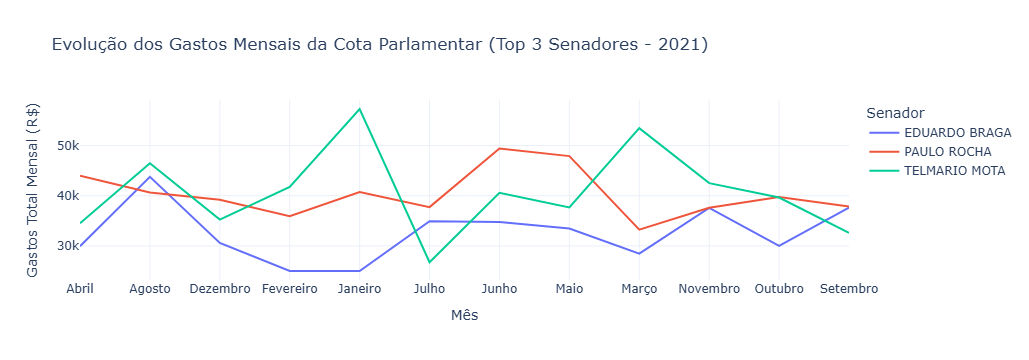 Evolução dos Gastos Mensais da Cota Parlamentar (Top 3 Senadores - 2021)
Gastos Total Mensal (R$)
50k
40k
30k
Abril Agosto Dezembro Fevereiro Janeiro Julho Junho Maio Março Novembro Outubro Setembro
Mês
Senador
EDUARDO BRAGA
PAULO ROCHA
TELMARIO MOTA